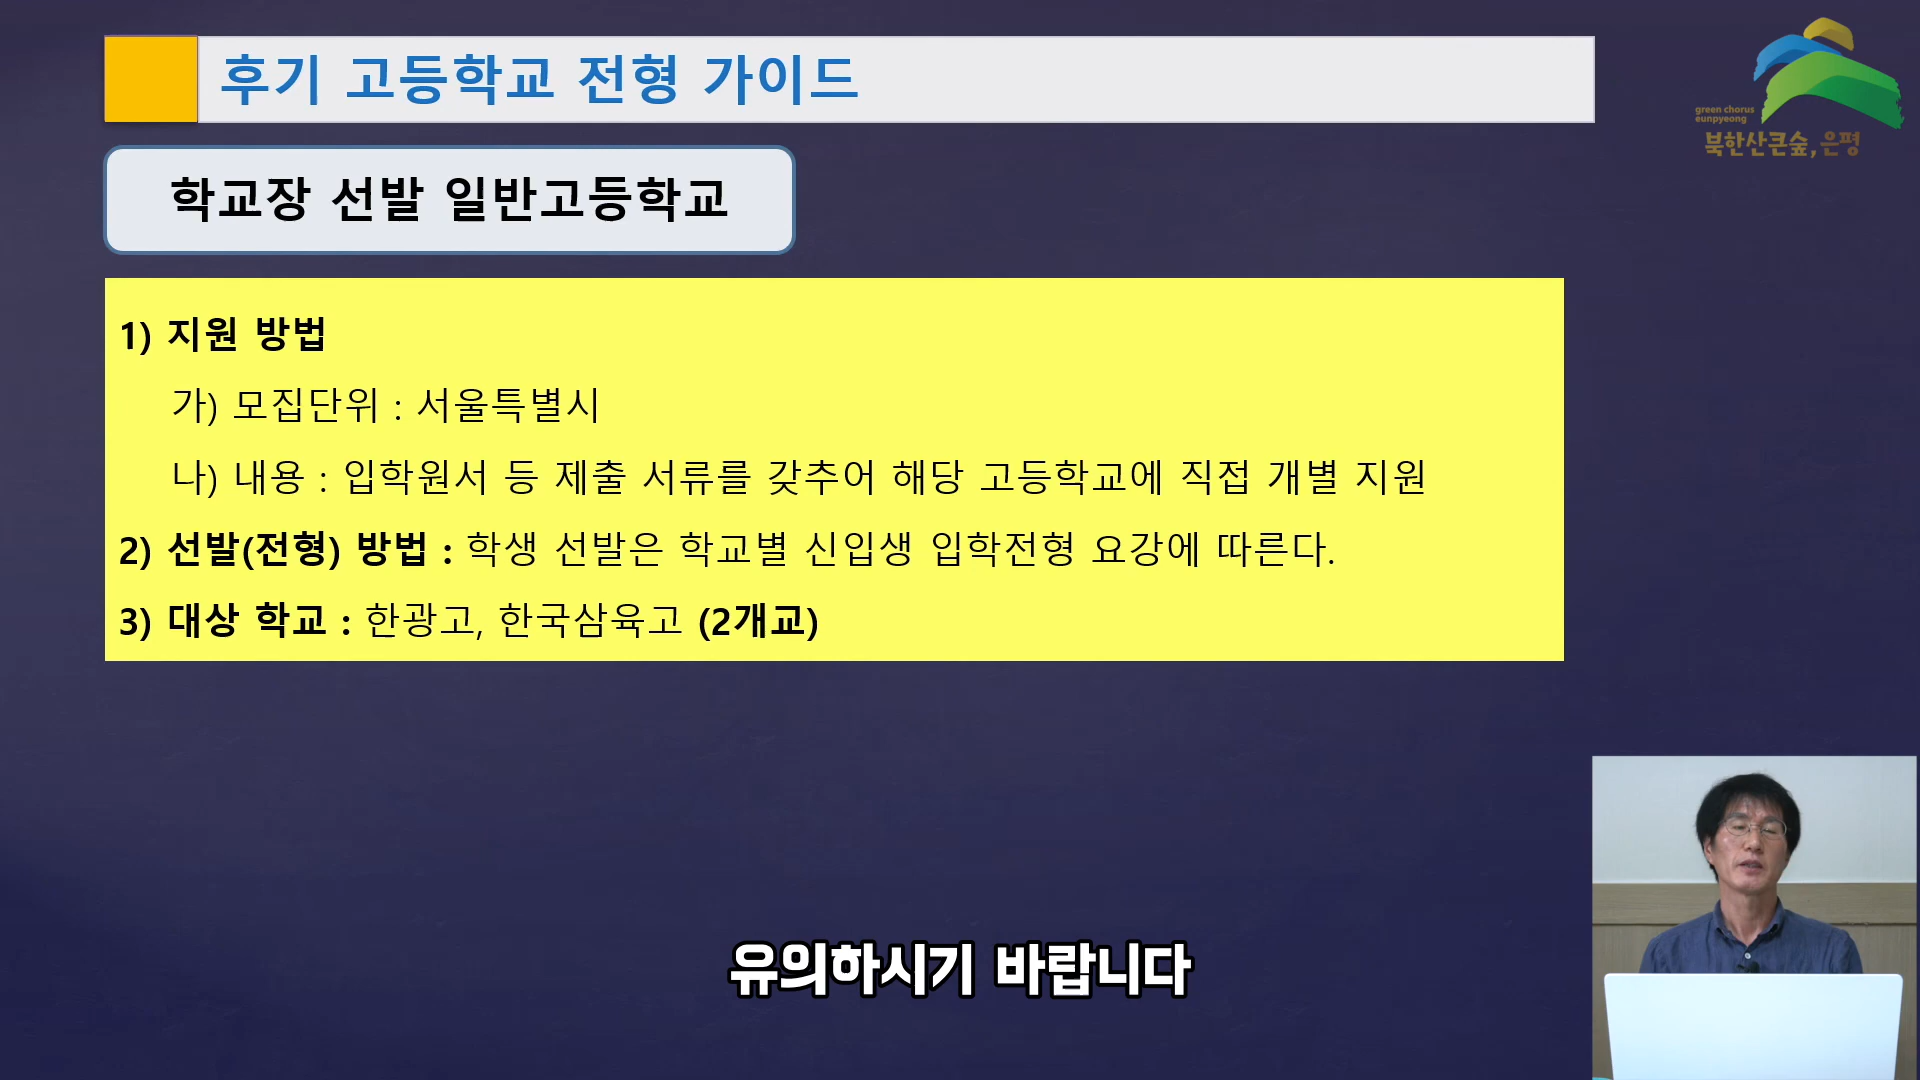 후기 고등학교 전형 가이드
green chorus
eunpyeong
북한산큰숲, 은평
학교장 선발 일반고등학교
1) 지원 방법
가) 모집단위 : 서울특별시
나) 내용 : 입학원서 등 제출 서류를 갖추어 해당 고등학교에 직접 개별 지원
2) 선발(전형) 방법 : 학생 선발은 학교별 신입생 입학전형 요강에 따른다.
3) 대상 학교 : 한광고, 한국삼육고 (2개교)
유의하시기 바랍니다